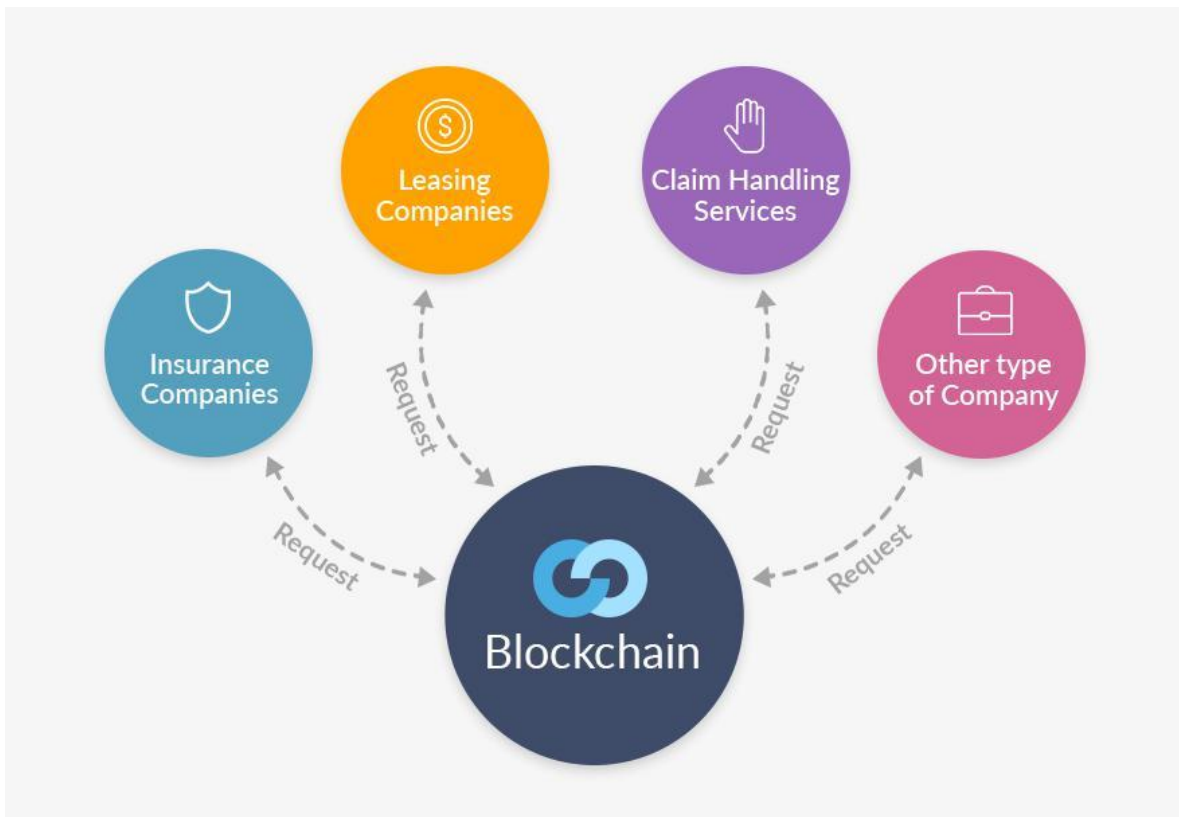 Leasing
Companies
Claim Handling
Services
Insurance
Companies
Other type
of Company
Request
Request
Request
Request
Blockchain